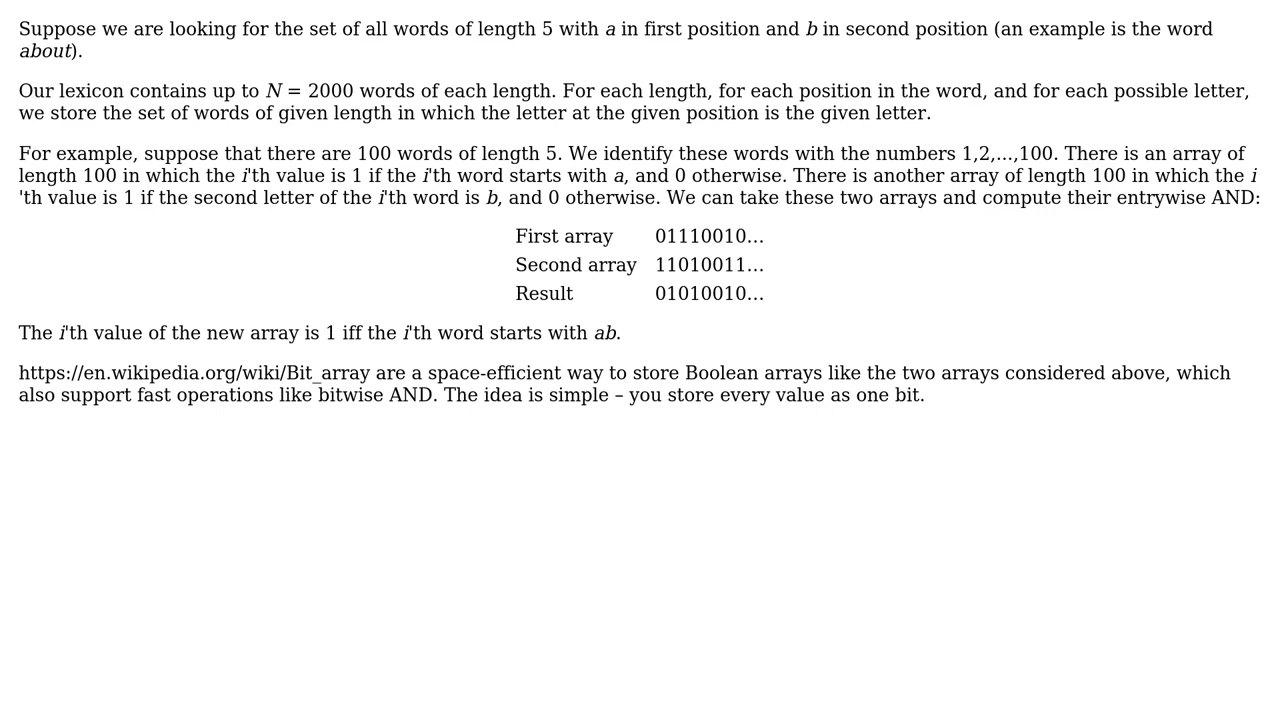 Suppose we are looking for the set of all words of length 5 with a in first position and b in second position (an example is the word
about).
Our lexicon contains up to N = 2000 words of each length. For each length, for each position in the word, and for each possible letter,
we store the set of words of given length in which the letter at the given position is the given letter.
For example, suppose that there are 100 words of length 5. We identify these words with the numbers 1,2,...,100. There is an array of
length 100 in which the i'th value is 1 if the i'th word starts with a, and 0 otherwise. There is another array of length 100 in which the i
'th value is 1 if the second letter of the i'th word is b, and 0 otherwise. We can take these two arrays and compute their entrywise AND:
First array 01110010...
Second array 11010011...
Result 01010010...
The i'th value of the new array is 1 iff the i'th word starts with ab.
https://en.wikipedia.org/wiki/Bit_array are a space-efficient way to store Boolean arrays like the two arrays considered above, which
also support fast operations like bitwise AND. The idea is simple – you store every value as one bit.